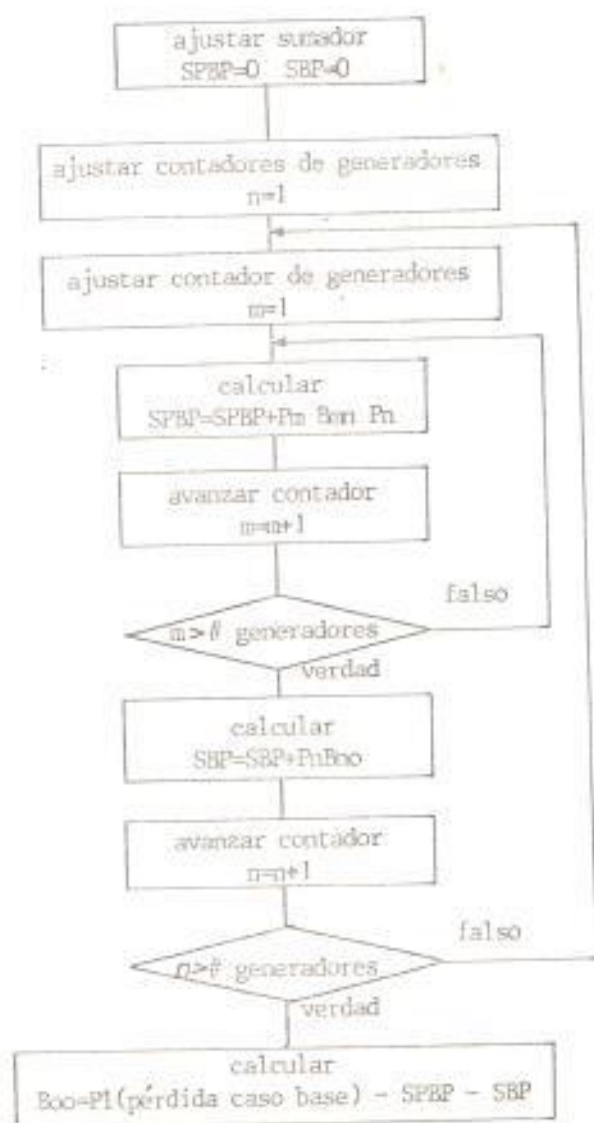 ajustar sumador
SPBP=0 SBP=0
ajustar contadores de generadores
n=1
ajustar contador de generadores
m=1
calcular
SPBP=SPBP+Pm Bmn Pn
avanzar contador
m=m+1
falso
m># generadores
verdad
calcular
SBP=SBP+PnBno
avanzar contador
n=n+1
falso
n># generadores
verdad
calcular
Boo=Pl(pérdida caso base) - SPBP - SBP